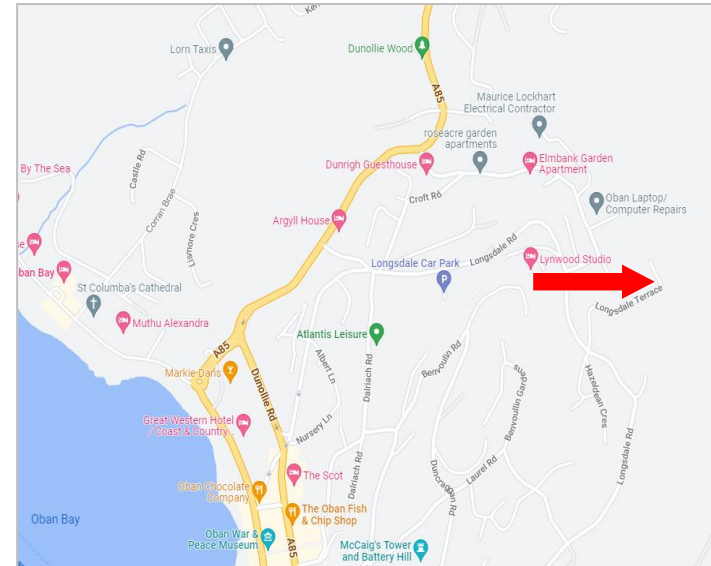 Ken
Lorn Taxis
Dunollie Wood
A85
Maurice Lockhart
Electrical Contractor
roseacre garden
apartments
Dunrigh Guesthouse
Elmbank Garden
Apartment
By The Sea
Castle Rd
Croft Rd
Oban Laptop/
Computer Repairs
Corran Brae
Lismore Cres
Argyll House
Longsdale Rd
Longsdale Car Park
P
Lynwood Studio
ban Bay
St Columba's Cathedral
Longsdale Terrace
Muthu Alexandra
Atlantis Leisure
A85
Albert Ln
Dalriach Rd
Benvoulin Rd
Markie Dans
Dunollie Rd
Benvoullin Gardens
Hazeldean Cres
Great Western Hotel
/ Coast & Country...
Nursery Ln
Longsdale Rd
Dalriach Rd
Laurel Rd
Duncraggan Rd
The Scot
Oban Chocolate
Company
The Oban Fish
& Chip Shop
Oban Bay
Oban War &
Peace Museum
A85
McCaig's Tower
and Battery Hill